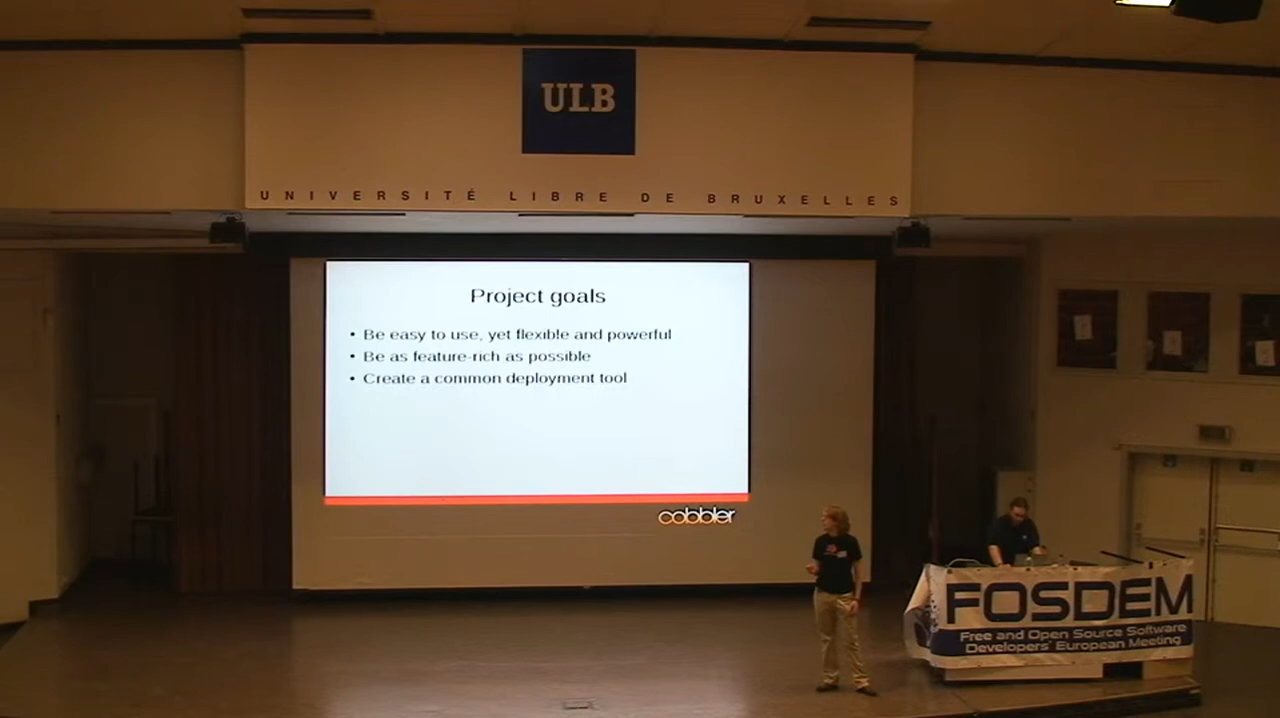 ULB
UNIVERSITÉ LIBRE DE BRUXELLES
Project goals
• Be easy to use, yet flexible and powerful
• Be as feature-rich as possible
• Create a common deployment tool
cobbler
FOSDEM
Free and Open Source Software
Developers' European Meeting